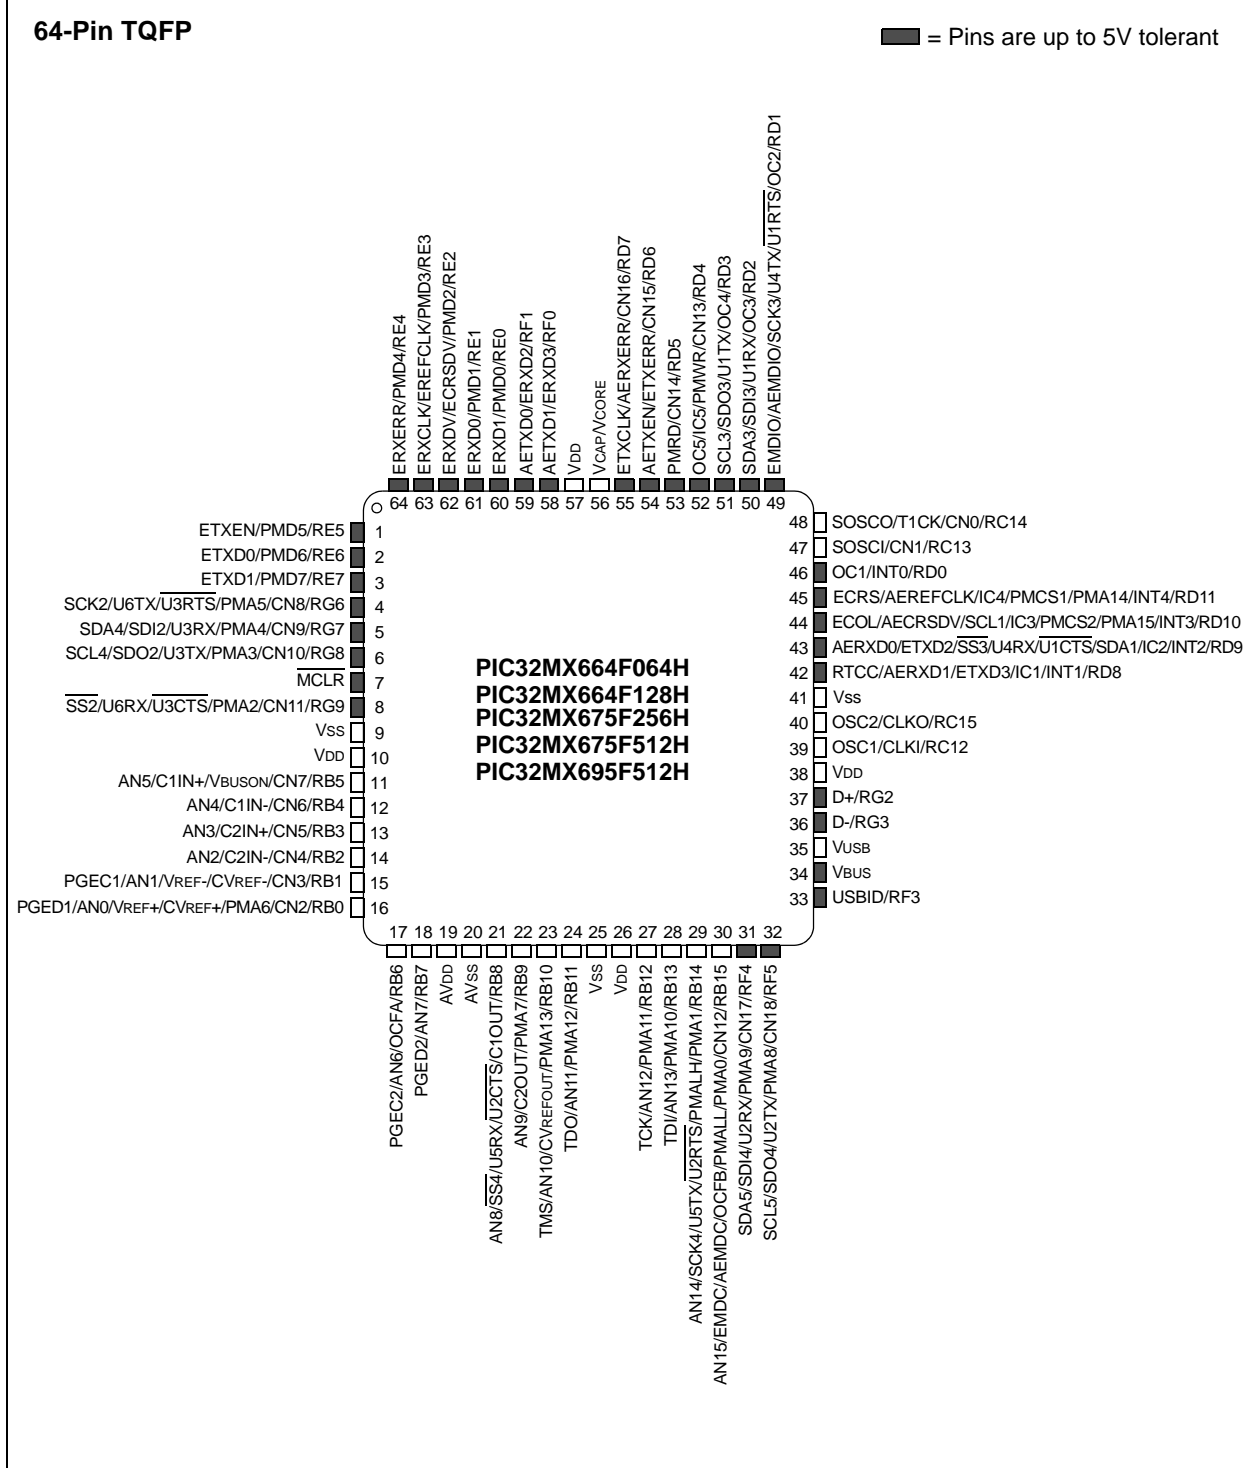 64-Pin TQFP
= Pins are up to 5V tolerant
ERXERR/PMD4/RE4
ERXCLK/EREFCLK/PMD3/RE3
ERXDV/ECRSDV/PMD2/RE2
ERXD0/PMD1/RE1
ERXD1/PMD0/RE0
AETXD0/ERXD2/RF1
AETXD1/ERXD3/RF0
VDD
VCAP/VCORE
ETXCLK/AERXERR/CN16/RD7
AETXEN/ETXERR/CN15/RD6
PMRD/CN14/RD5
OC5/IC5/PMWR/CN13/RD4
SCL3/SDO3/U1TX/OC4/RD3
SDA3/SDI3/U1RX/OC3/RD2
EMDIO/AEMDIO/SCK3/U4TX/U1RTS/OC2/RD1
64 63 62 61 60 59 58 57 56 55 54 53 52 51 50 49
ETXEN/PMD5/RE5 1
ETXD0/PMD6/RE6 2
ETXD1/PMD7/RE7 3
SCK2/U6TX/U3RTS/PMA5/CN8/RG6 4
SDA4/SDI2/U3RX/PMA4/CN9/RG7 5
SCL4/SDO2/U3TX/PMA3/CN10/RG8 6
MCLR 7
SS2/U6RX/U3CTS/PMA2/CN11/RG9 8
VSS 9
VDD 10
AN5/C1IN+/VBUSON/CN7/RB5 11
AN4/C1IN-/CN6/RB4 12
AN3/C2IN+/CN5/RB3 13
AN2/C2IN-/CN4/RB2 14
PGEC1/AN1/VREF-/CVREF-/CN3/RB1 15
PGED1/AN0/VREF+/CVREF+/PMA6/CN2/RB0 16
PIC32MX664F064H
PIC32MX664F128H
PIC32MX675F256H
PIC32MX675F512H
PIC32MX695F512H
48 SOSCO/T1CK/CN0/RC14
47 SOSCI/CN1/RC13
46 OC1/INT0/RD0
45 ECRS/AEREFCLK/IC4/PMCS1/PMA14/INT4/RD11
44 ECOL/AECRSDV/SCL1/IC3/PMCS2/PMA15/INT3/RD10
43 AERXD0/ETXD2/SS3/U4RX/U1CTS/SDA1/IC2/INT2/RD9
42 RTCC/AERXD1/ETXD3/IC1/INT1/RD8
41 Vss
40 OSC2/CLKO/RC15
39 OSC1/CLKI/RC12
38 VDD
37 D+/RG2
36 D-/RG3
35 VUSB
34 VBUS
33 USBID/RF3
17 18 19 20 21 22 23 24 25 26 27 28 29 30 31 32
PGEC2/AN6/OCFA/RB6
PGED2/AN7/RB7
AVDD
AVSS
AN8/SS4/U5RX/U2CTS/C1OUT/RB8
AN9/C2OUT/PMA7/RB9
TMS/AN10/CVREFOUT/PMA13/RB10
TDO/AN11/PMA12/RB11
VSS
VDD
TCK/AN12/PMA11/RB12
TDI/AN13/PMA10/RB13
AN14/SCK4/U5TX/U2RTS/PMALH/PMA1/RB14
AN15/EMDC/AEMDC/OCFB/PMALL/PMA0/CN12/RB15
SDA5/SDI4/U2RX/PMA9/CN17/RF4
SCL5/SDO4/U2TX/PMA8/CN18/RF5